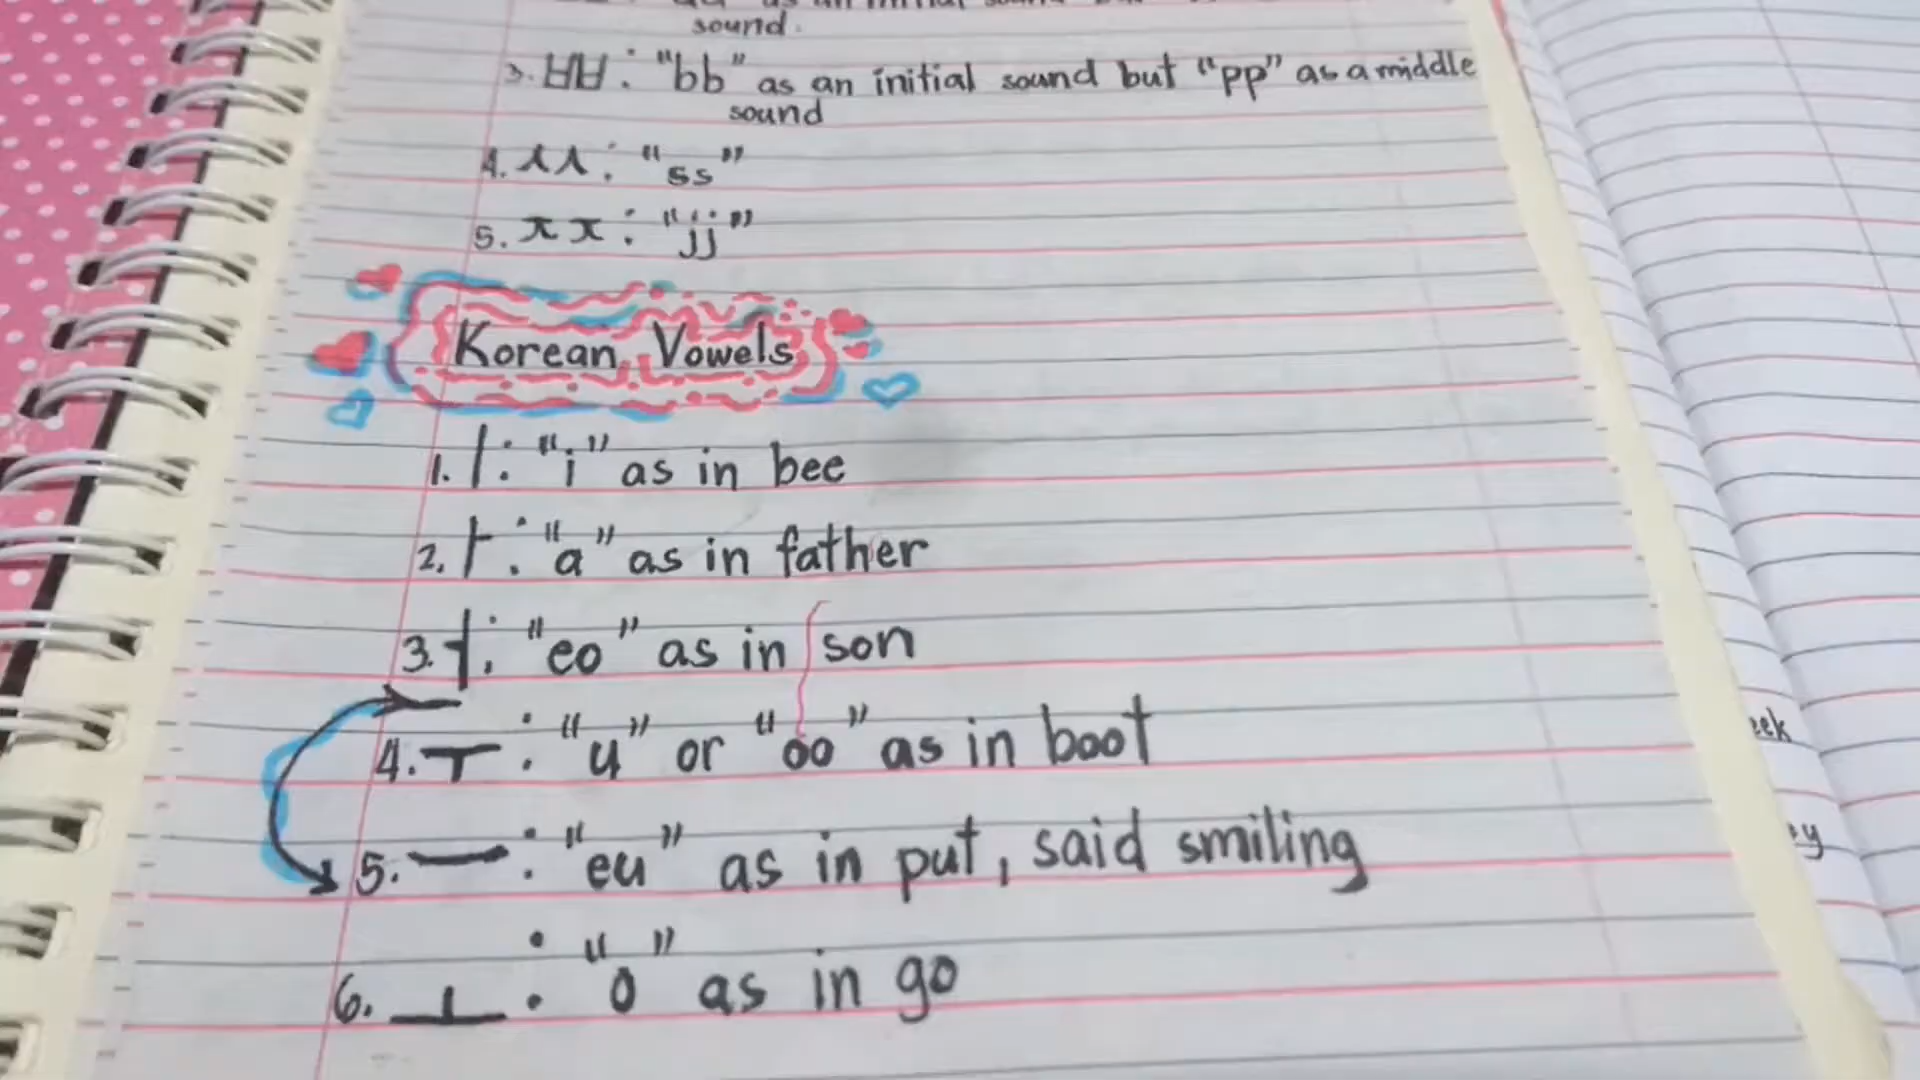 sound.
3. ㅃ : "bb" as an initial sound but "pp" as a middle
sound
4. ㅆ : "ss"
5. ㅉ : "jj"
Korean Vowels
1. ㅣ: "i" as in bee
2. ㅏ: "a" as in father
3. ㅓ: "eo" as in son
4. ㅜ : "u" or "oo" as in boot
5. ㅡ : "eu" as in put, said smiling
6. ㅗ : "o" as in go